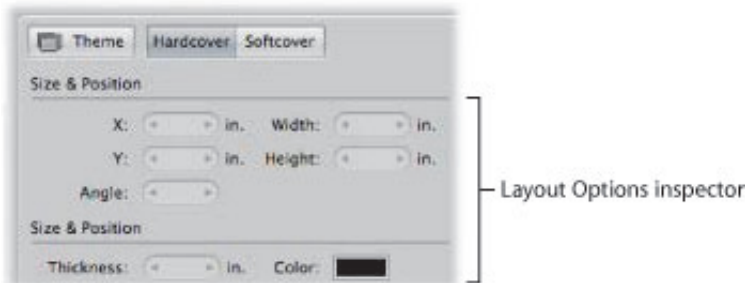 Theme Hardcover Softcover
Size & Position
X: in. Width: in.
Y: in. Height: in.
Angle:
Layout Options inspector
Size & Position
Thickness: in. Color: